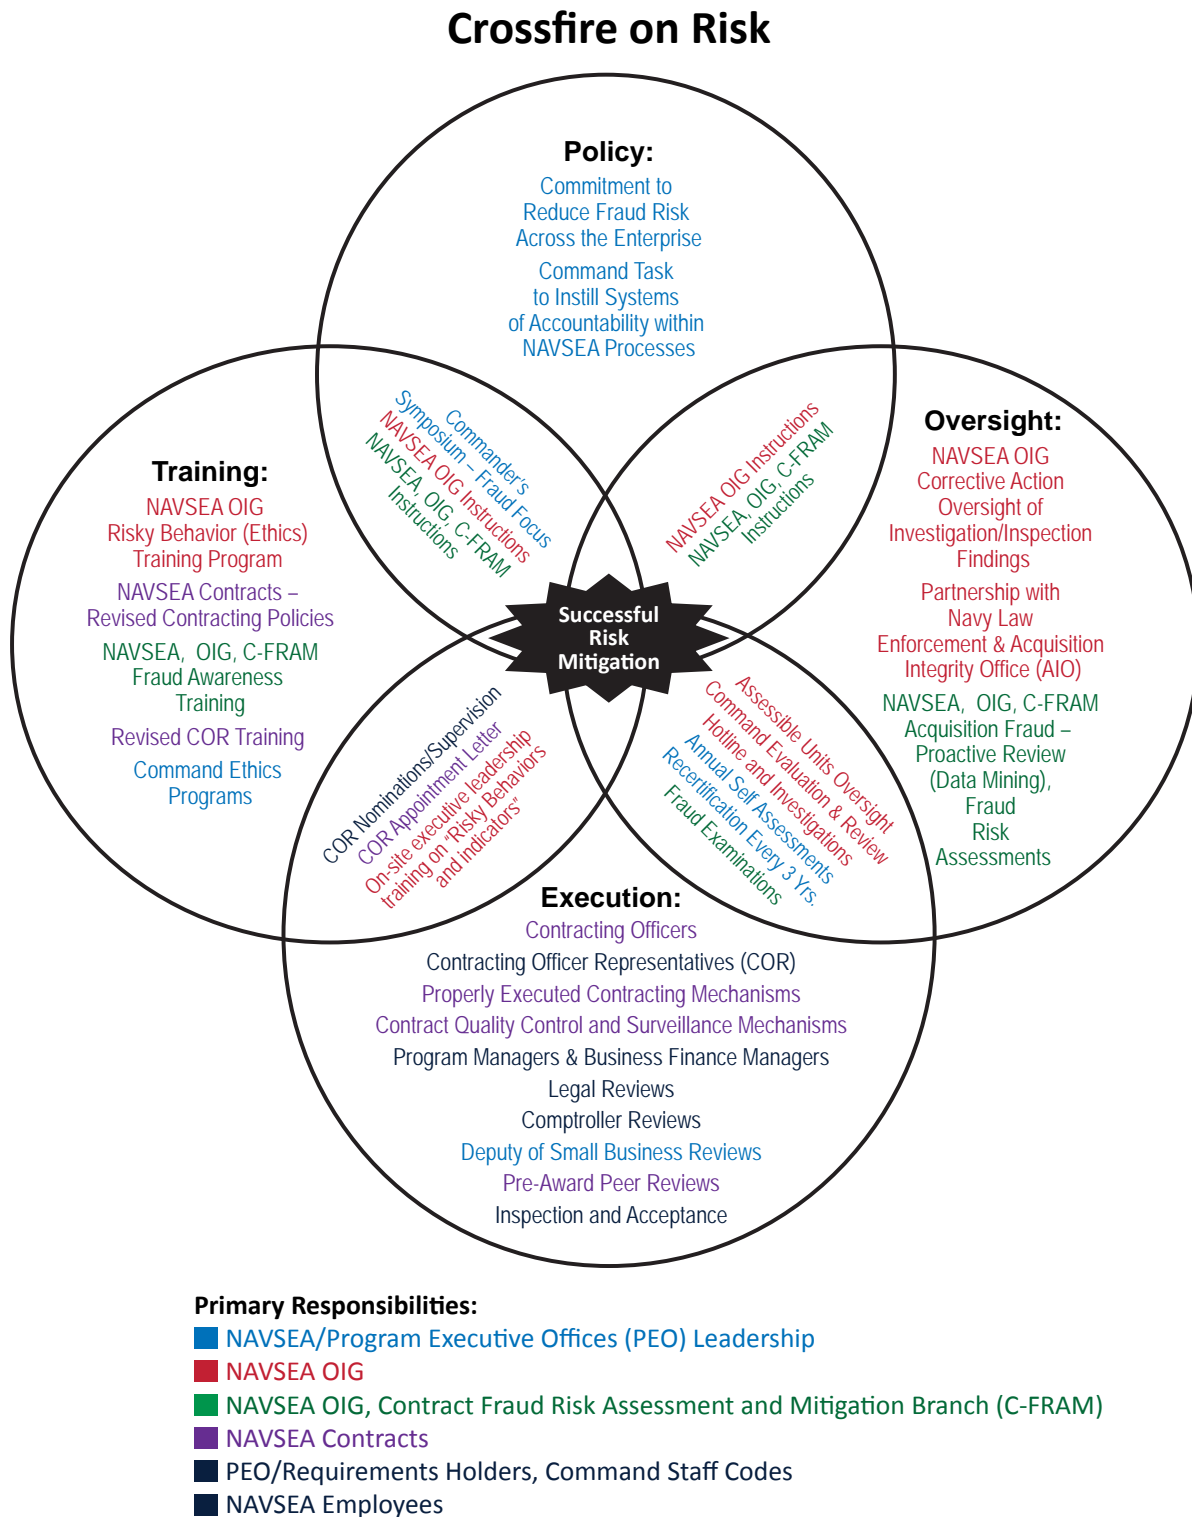 Crossfire on Risk
Policy:
Commitment to
Reduce Fraud Risk
Across the Enterprise
Command Task
to Instill Systems
of Accountability within
NAVSEA Processes
Commander's
Symposium – Fraud Focus
NAVSEA OIG Instructions
NAVSEA, OIG, C-FRAM
Instructions
NAVSEA OIG Instructions
NAVSEA, OIG, C-FRAM
Instructions
Training:
NAVSEA OIG
Risky Behavior (Ethics)
Training Program
NAVSEA Contracts –
Revised Contracting Policies
NAVSEA, OIG, C-FRAM
Fraud Awareness
Training
Revised COR Training
Command Ethics
Programs
Oversight:
NAVSEA OIG
Corrective Action
Oversight of
Investigation/Inspection
Findings
Partnership with
Navy Law
Enforcement & Acquisition
Integrity Office (AIO)
NAVSEA, OIG, C-FRAM
Acquisition Fraud –
Proactive Review
(Data Mining),
Fraud
Risk
Assessments
Successful
Risk
Mitigation
COR Nominations/Supervision
COR Appointment Letter
On-site executive leadership
training on “Risky Behaviors
and indicators”
Assessible Units Oversight
Command Evaluation & Review
Hotline and Investigations
Annual Self Assessments
Recertification Every 3 Yrs.
Fraud Examinations
Execution:
Contracting Officers
Contracting Officer Representatives (COR)
Properly Executed Contracting Mechanisms
Contract Quality Control and Surveillance Mechanisms
Program Managers & Business Finance Managers
Legal Reviews
Comptroller Reviews
Deputy of Small Business Reviews
Pre-Award Peer Reviews
Inspection and Acceptance
Primary Responsibilities:
NAVSEA/Program Executive Offices (PEO) Leadership
NAVSEA OIG
NAVSEA OIG, Contract Fraud Risk Assessment and Mitigation Branch (C-FRAM)
NAVSEA Contracts
PEO/Requirements Holders, Command Staff Codes
NAVSEA Employees